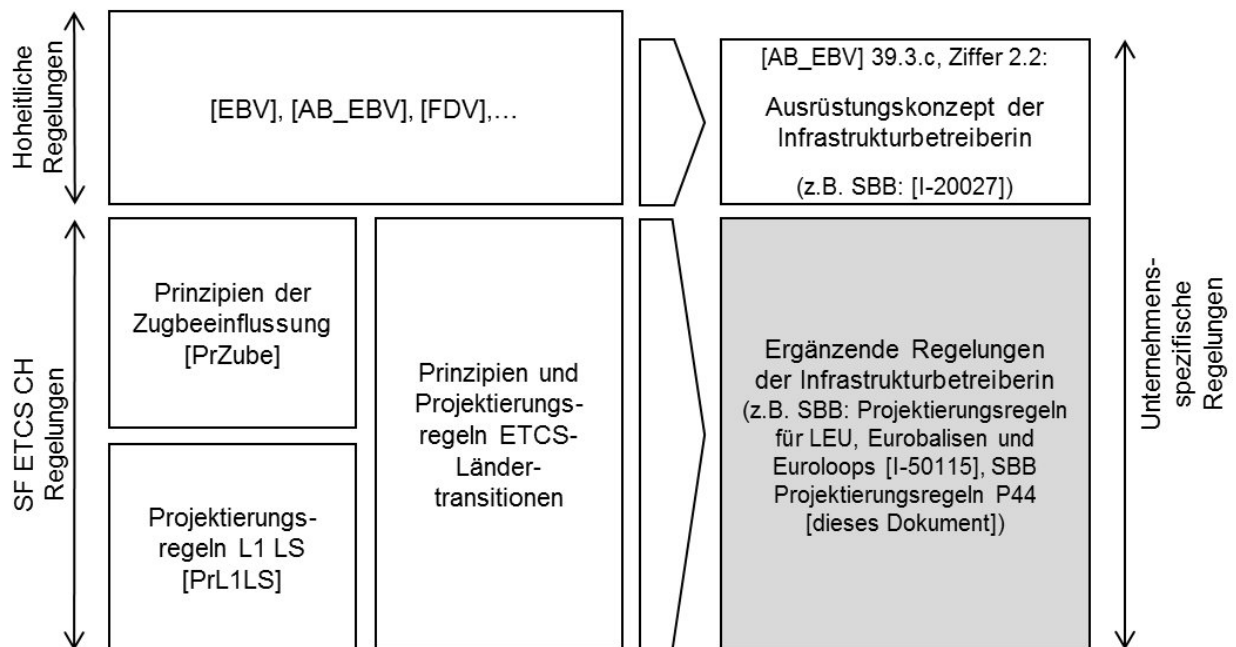 Hoheitliche
Regelungen
[EBV], [AB_EBV], [FDV],…
[AB_EBV] 39.3.c, Ziffer 2.2:
Ausrüstungskonzept der
Infrastrukturbetreiberin
(z.B. SBB: [I-20027])
SF ETCS CH
Regelungen
Prinzipien der
Zugbeeinflussung
[PrZube]
Projektierungs-
regeln L1 LS
[PrL1LS]
Prinzipien und
Projektierungs-
regeln ETCS-
Länder-
transitionen
Ergänzende Regelungen
der Infrastrukturbetreiberin
(z.B. SBB: Projektierungsregeln
für LEU, Eurobalisen und
Euroloops [I-50115], SBB
Projektierungsregeln P44
[dieses Dokument])
Unternehmens-
spezifische
Regelungen